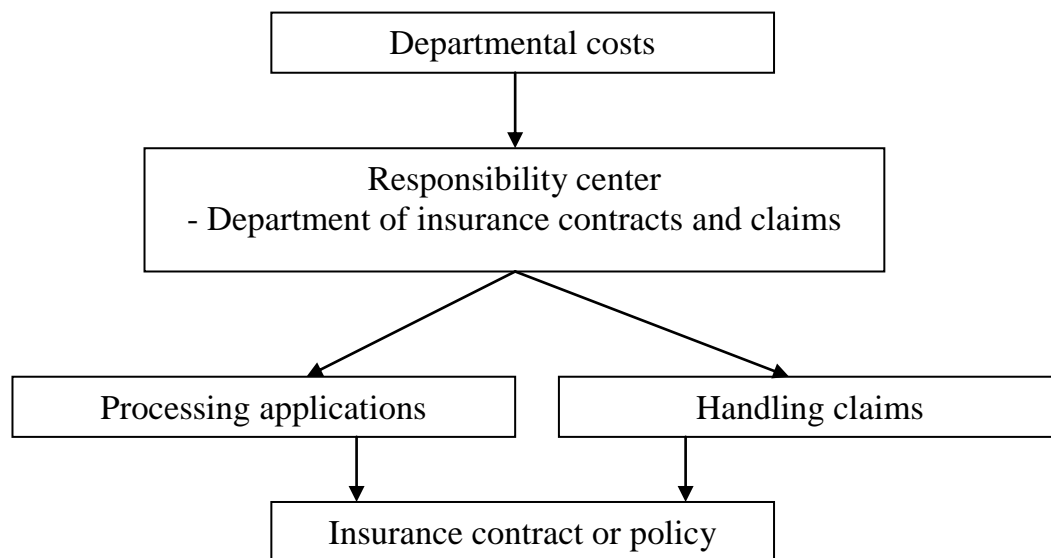 Departmental costs
Responsibility center
- Department of insurance contracts and claims
Processing applications
Handling claims
Insurance contract or policy